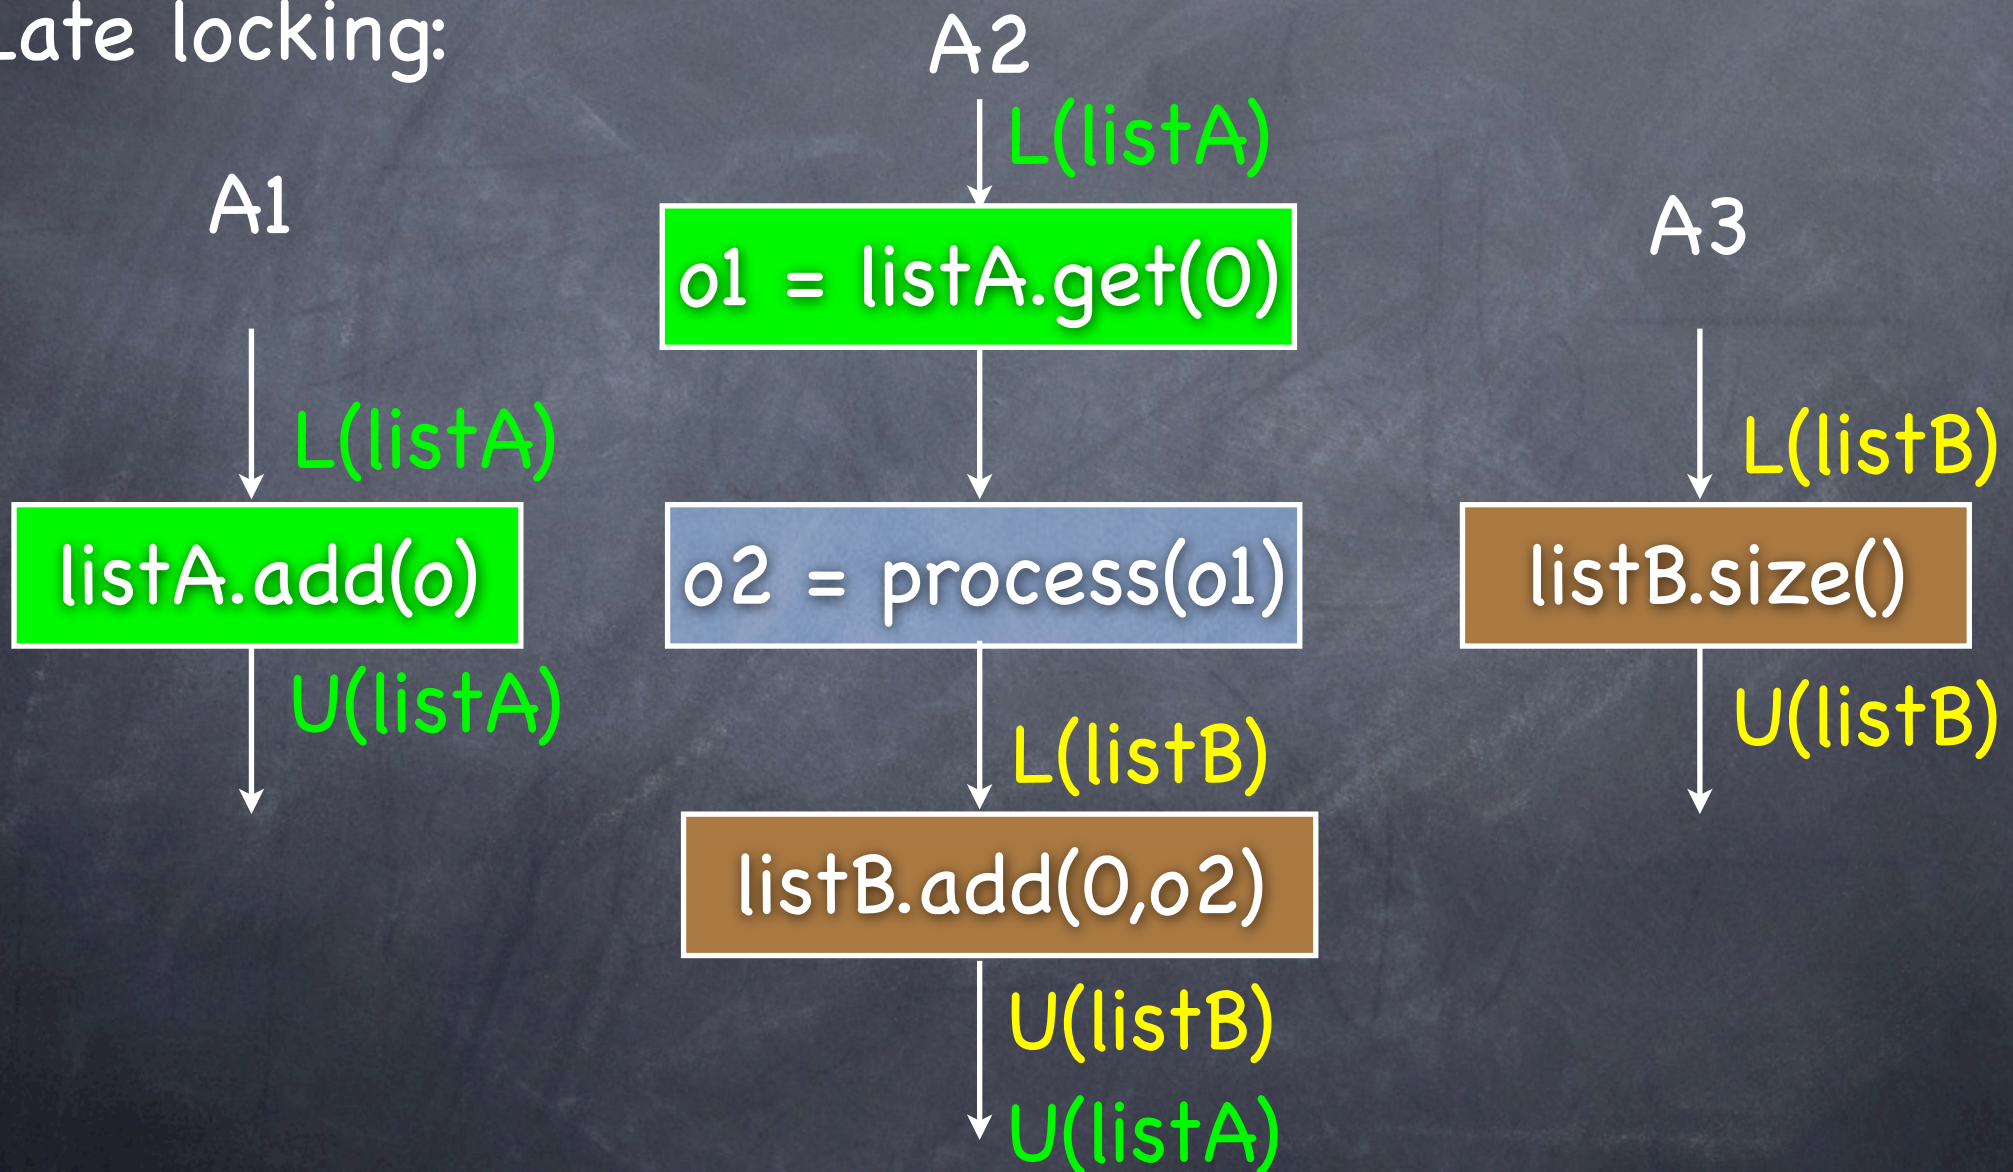 Late locking:
A2
L(listA)
A1
o1 = listA.get(0)
A3
L(listA)
L(listB)
listA.add(o)
o2 = process(o1)
listB.size()
U(listA)
L(listB)
U(listB)
listB.add(0,o2)
U(listB)
U(listA)